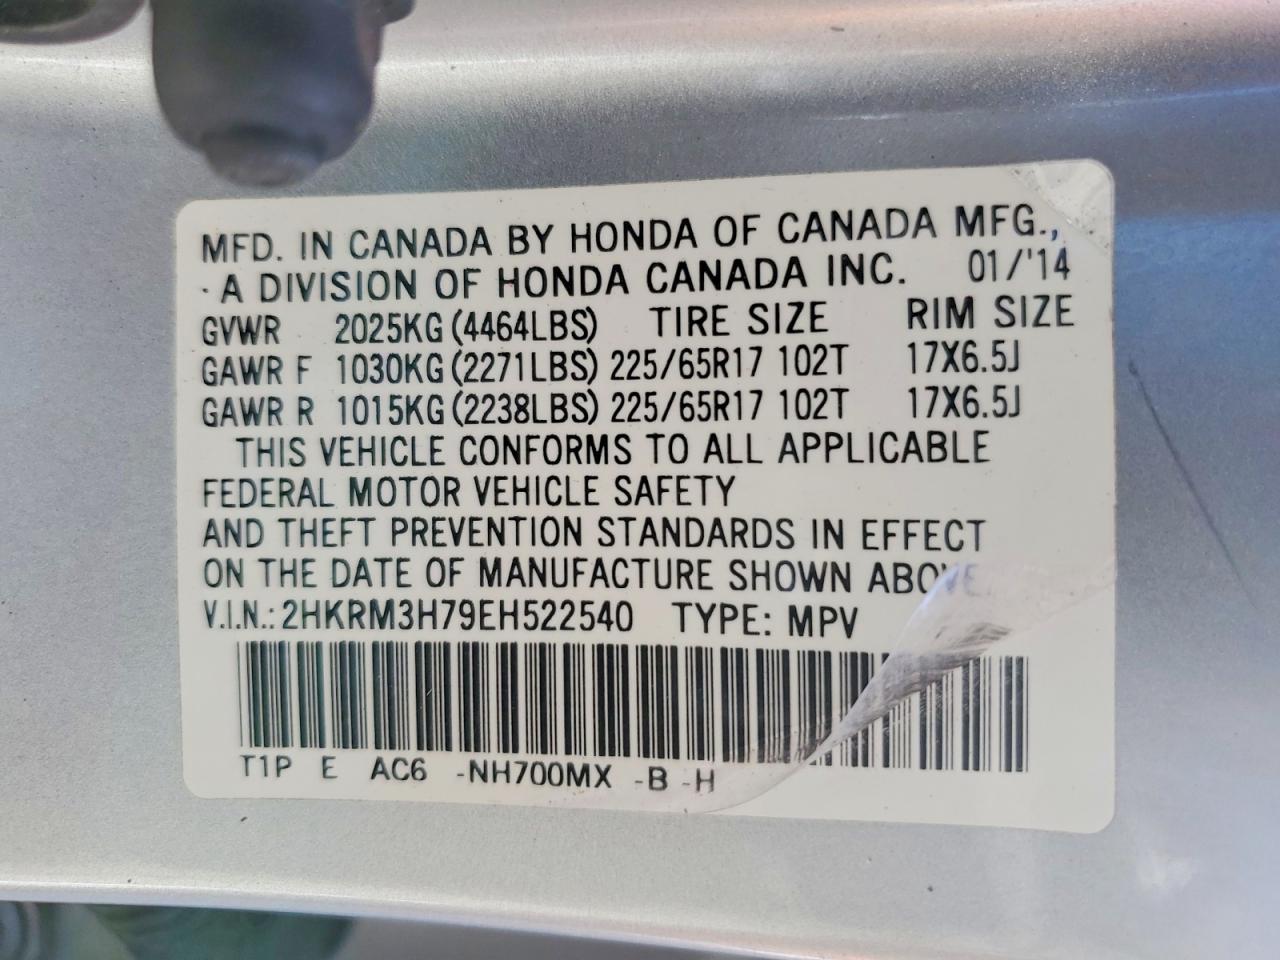 MFD. IN CANADA BY HONDA OF CANADA MFG.,
· A DIVISION OF HONDA CANADA INC. 01/'14
GVWR 2025KG (4464LBS) TIRE SIZE RIM SIZE
GAWR F 1030KG (2271LBS) 225/65R17 102T 17X6.5J
GAWR R 1015KG (2238LBS) 225/65R17 102T 17X6.5J
THIS VEHICLE CONFORMS TO ALL APPLICABLE
FEDERAL MOTOR VEHICLE SAFETY
AND THEFT PREVENTION STANDARDS IN EFFECT
ON THE DATE OF MANUFACTURE SHOWN ABOVE.
V.I.N.: 2HKRM3H79EH522540 TYPE: MPV
T1P E AC6 -NH700MX -B -H